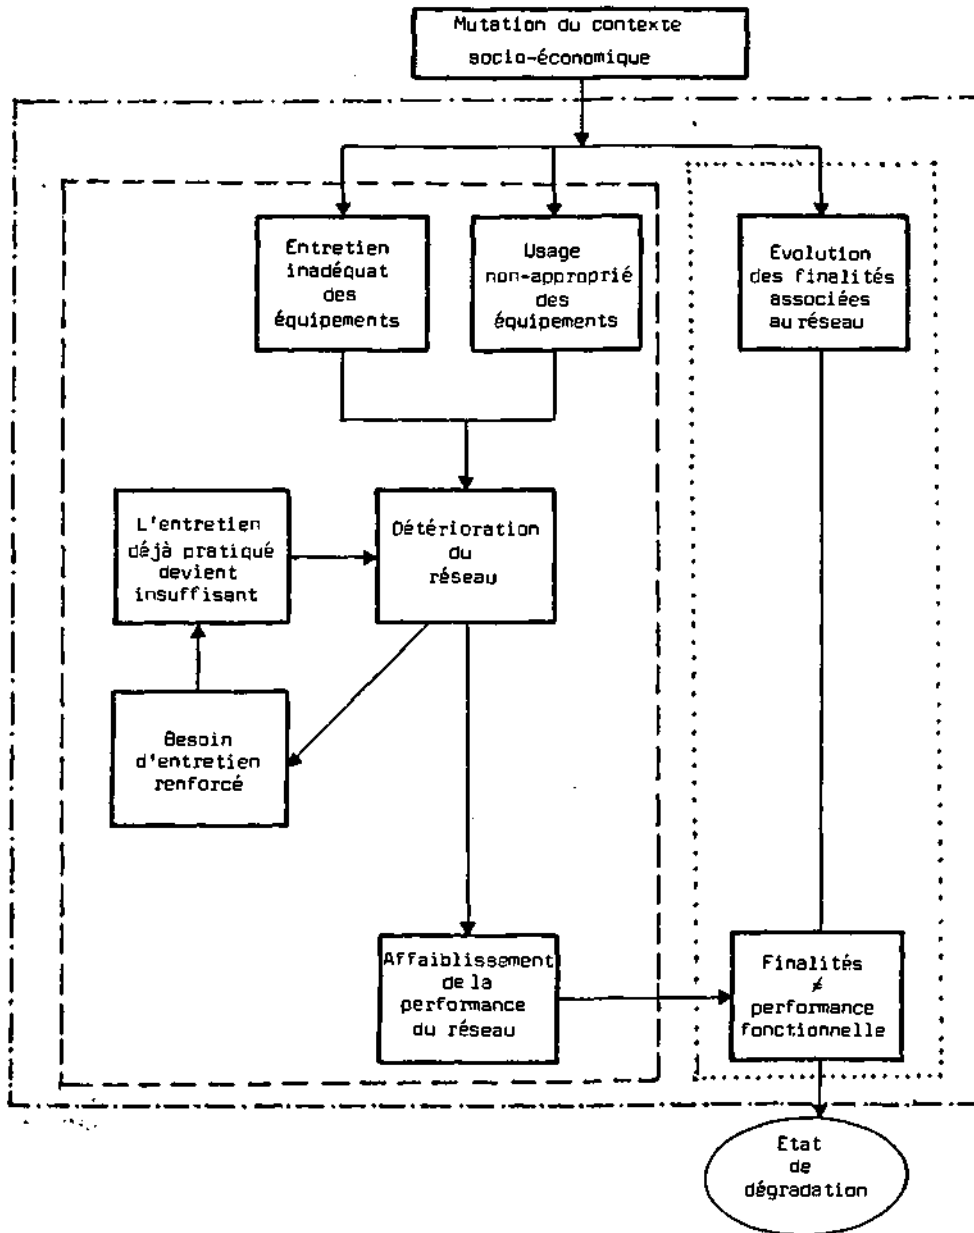 Mutation du contexte
socio-économique
Entretien
inadéquat
des
équipements
Usage
non-approprié
des
équipements
Evolution
des finalités
associées
au réseau
L'entretien
déjà pratiqué
devient
insuffisant
Détérioration
du
réseau
Besoin
d'entretien
renforcé
Affaiblissement
de la
performance
du réseau
Finalités
≠
performance
fonctionnelle
Etat
de
dégradation